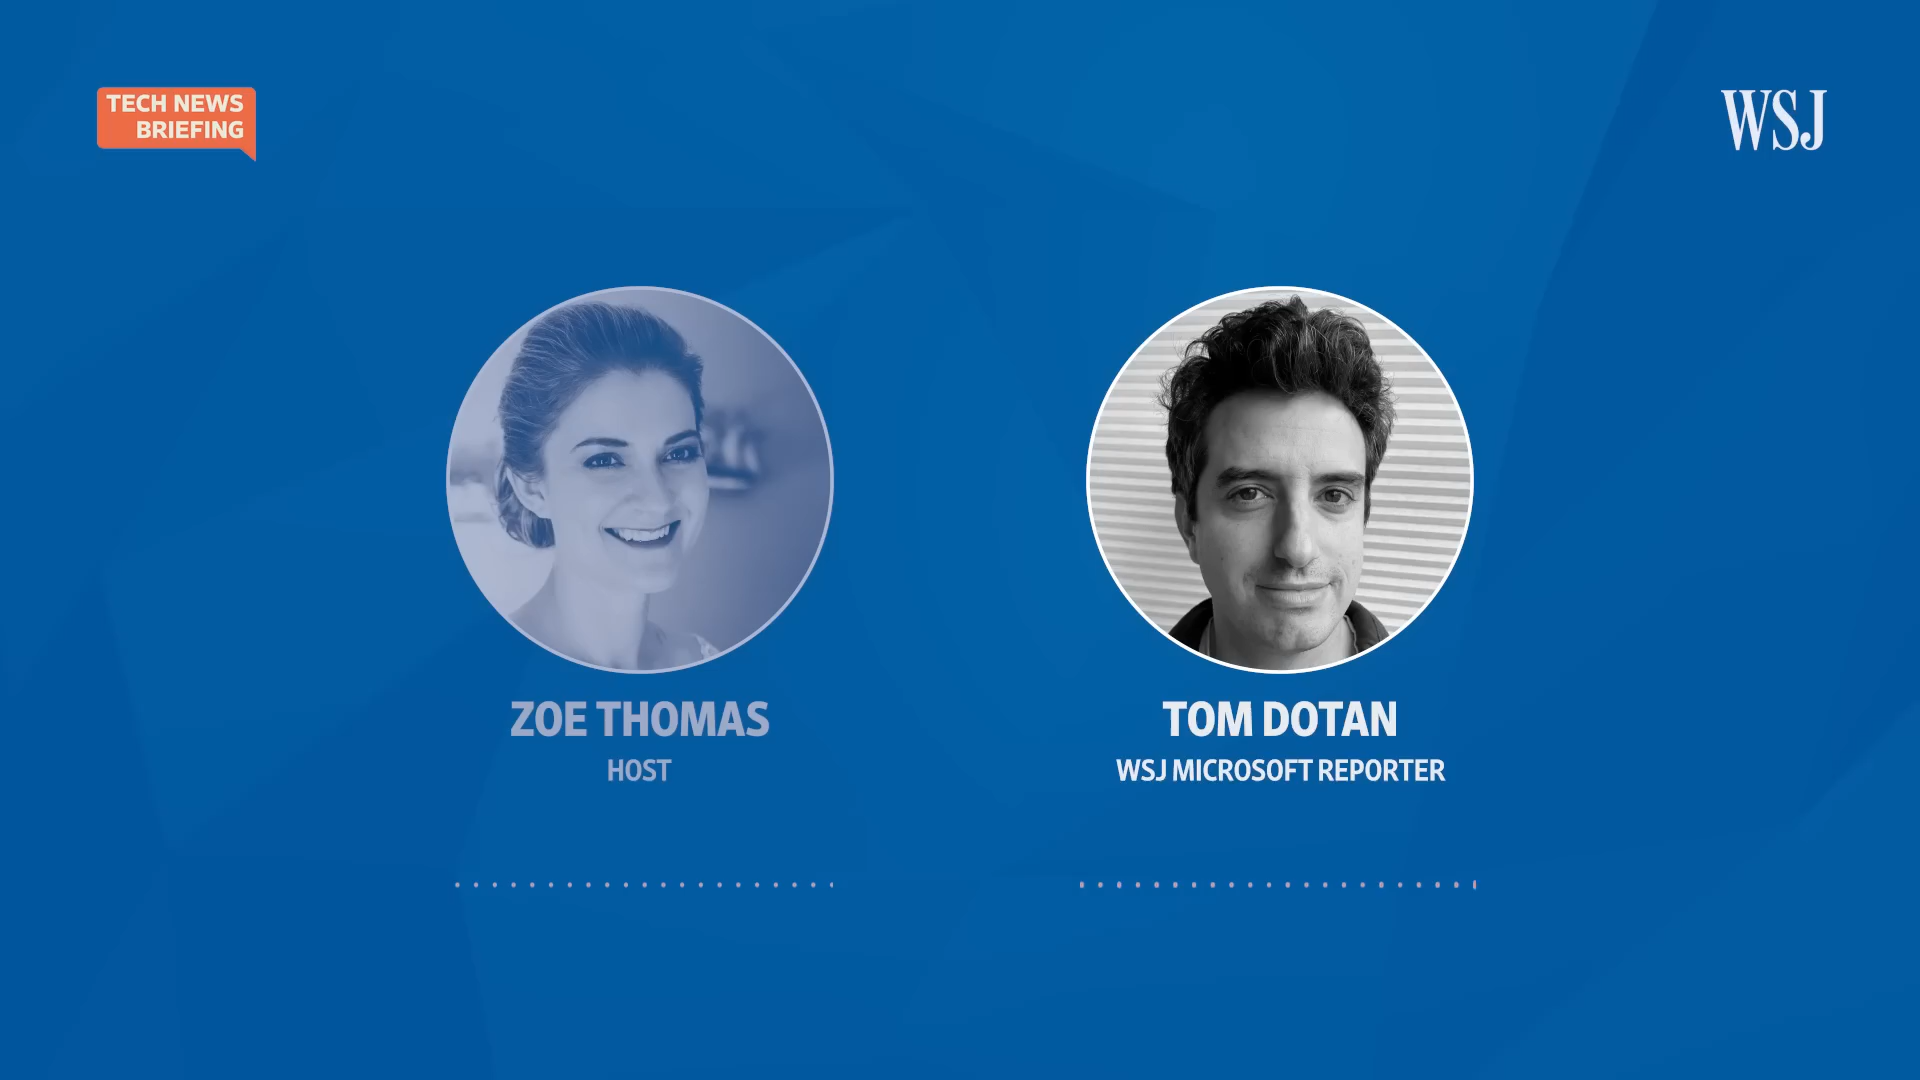 TECH NEWS
BRIEFING
WSJ
ZOE THOMAS
HOST
TOM DOTAN
WSJ MICROSOFT REPORTER